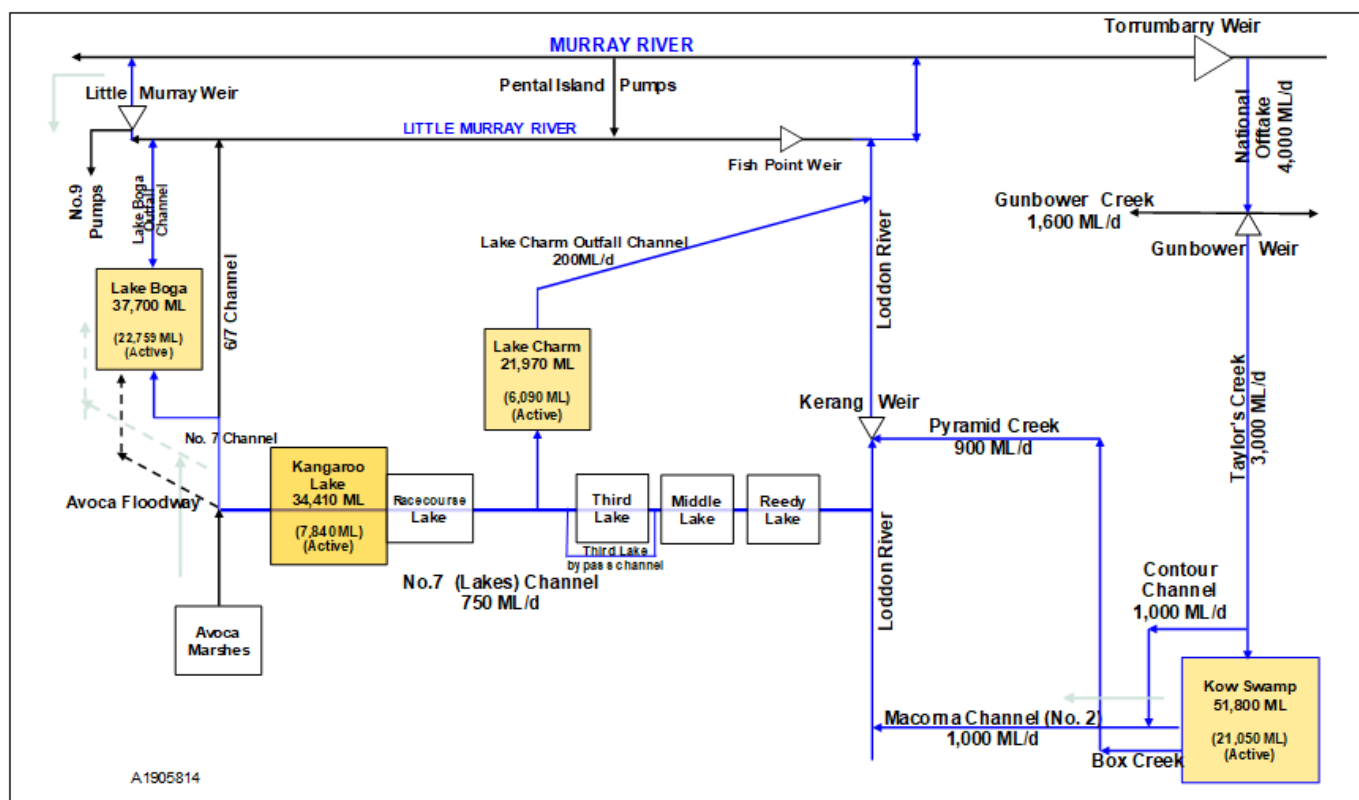 Torrumbarry Weir
MURRAY RIVER
Pental Island Pumps
Little Murray Weir
LITTLE MURRAY RIVER
Fish Point Weir
National
Offtake
4,000 ML/d
No.9
Pumps
Lake Boga
Outfall
Channel
Gunbower Creek
1,600 ML/d
Gunbower Weir
Lake Charm Outfall Channel
200ML/d
Loddon River
6/7 Channel
Lake Boga
37,700 ML
(22,759 ML)
(Active)
Lake Charm
21,970 ML
(6,090 ML)
(Active)
Taylor's Creek
3,000 ML/d
Kerang Weir
Pyramid Creek
900 ML/d
No. 7 Channel
Avoca Floodway
Kangaroo
Lake
34,410 ML
(7,840 ML)
(Active)
Racecourse
Lake
Third
Lake
Middle
Lake
Reedy
Lake
Third Lake
by pass channel
No.7 (Lakes) Channel
750 ML/d
Loddon River
Contour
Channel
1,000 ML/d
Avoca
Marshes
Kow Swamp
51,800 ML
(21,050 ML)
(Active)
Macorna Channel (No. 2)
1,000 ML/d
Box Creek
A1905814